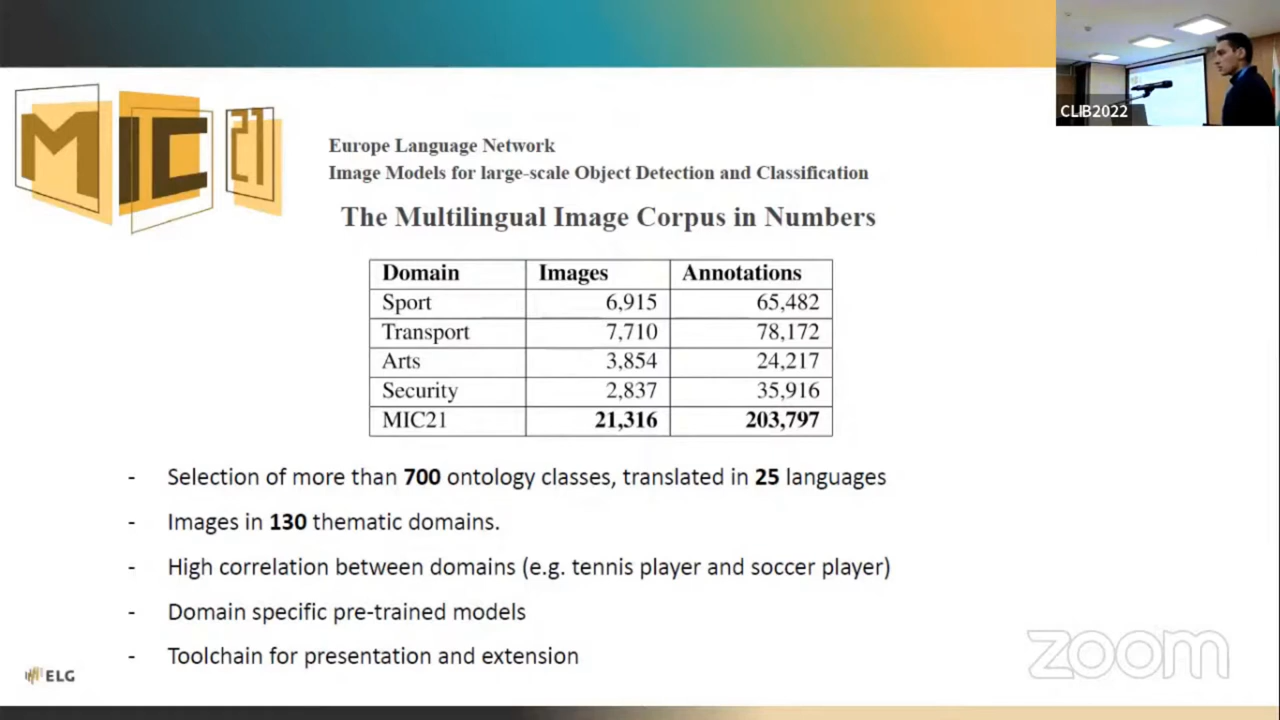 CLIB2022
MIC21
Europe Language Network
Image Models for large-scale Object Detection and Classification
The Multilingual Image Corpus in Numbers
Domain Images Annotations
Sport 6,915 65,482
Transport 7,710 78,172
Arts 3,854 24,217
Security 2,837 35,916
MIC21 21,316 203,797
- Selection of more than 700 ontology classes, translated in 25 languages
- Images in 130 thematic domains.
- High correlation between domains (e.g. tennis player and soccer player)
- Domain specific pre-trained models
- Toolchain for presentation and extension
ELG
zoom